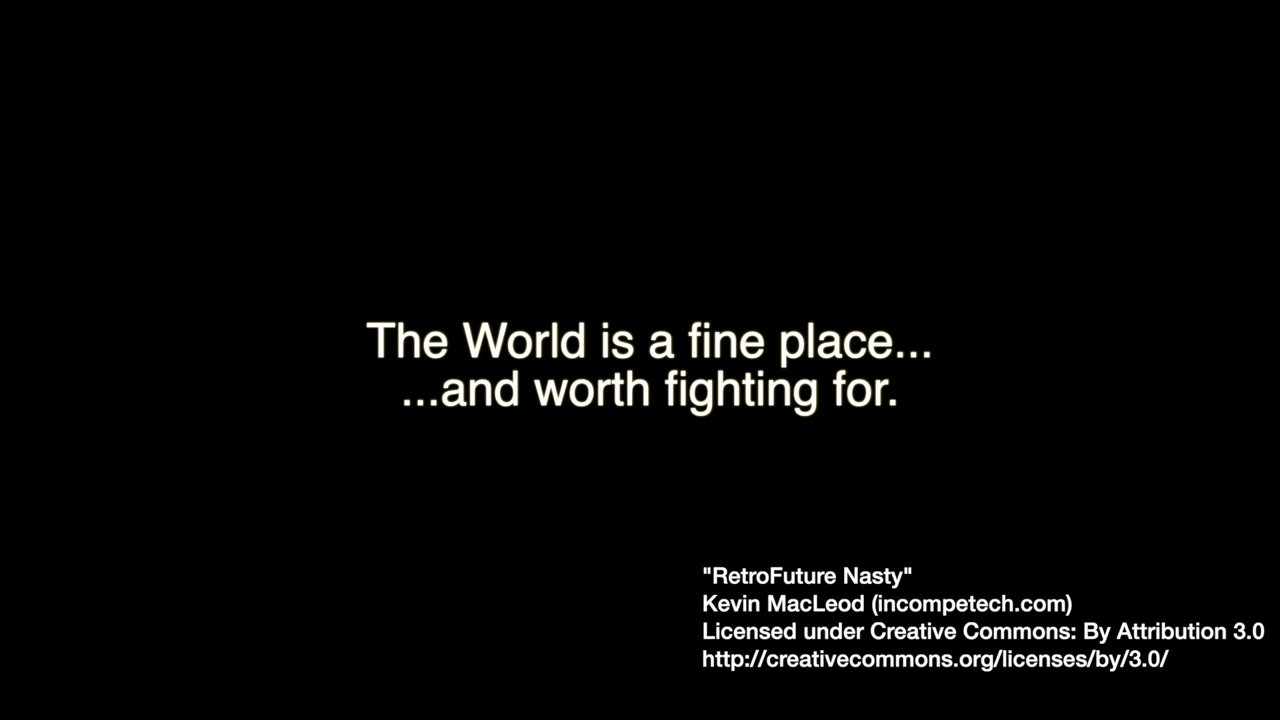 The World is a fine place...
...and worth fighting for.
"RetroFuture Nasty"
Kevin MacLeod (incompetech.com)
Licensed under Creative Commons: By Attribution 3.0
http://creativecommons.org/licenses/by/3.0/